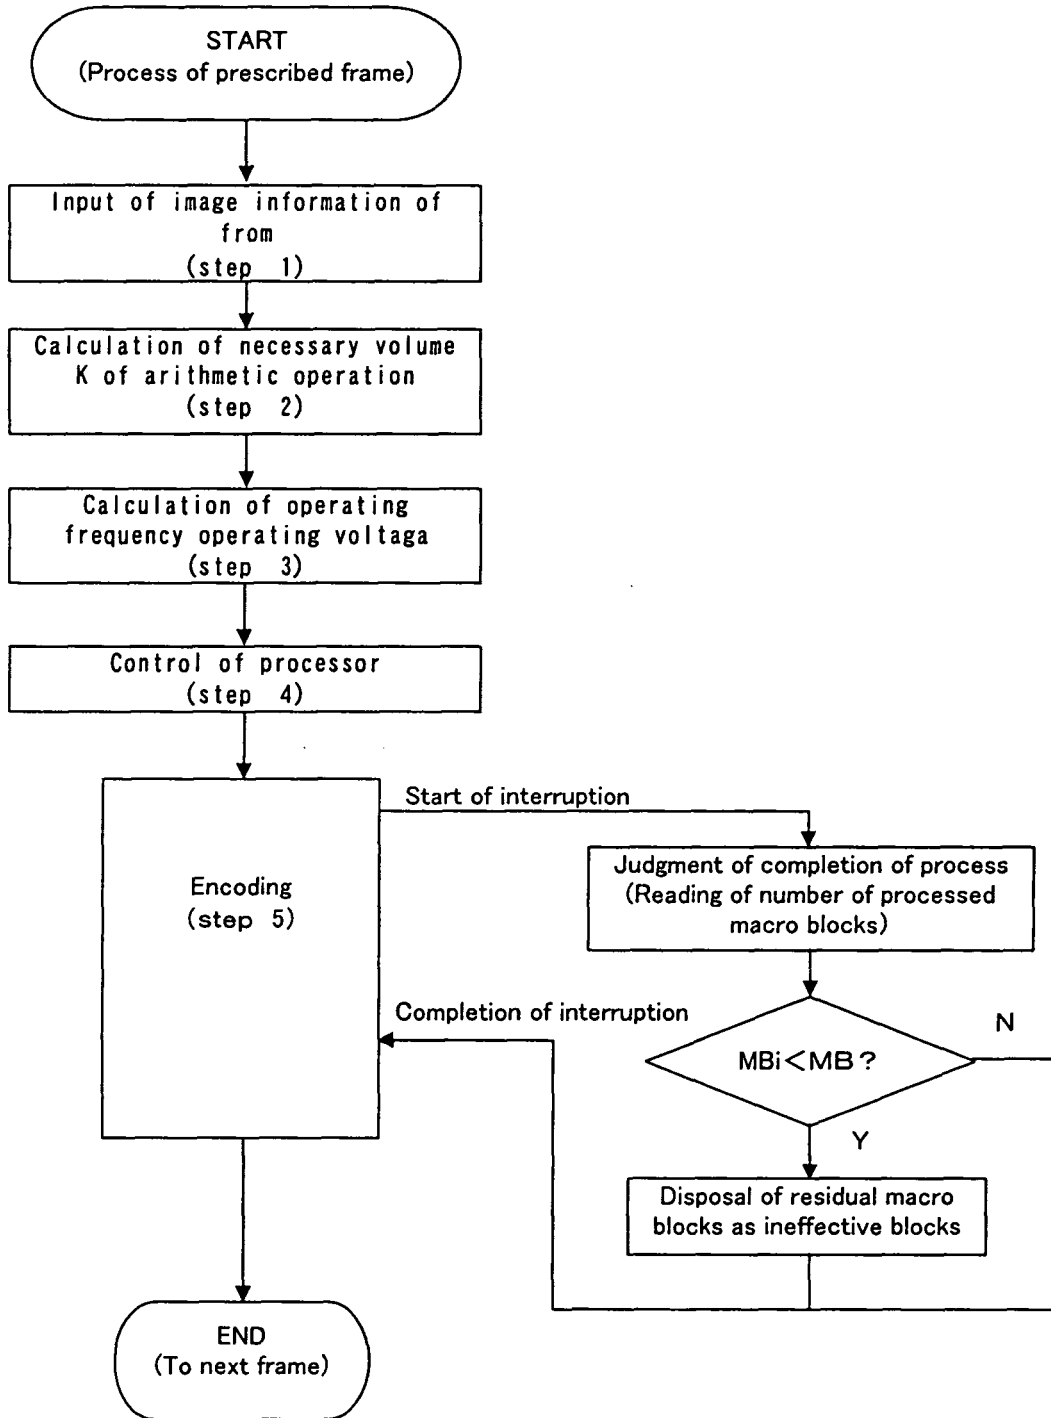 START
(Process of prescribed frame)
Input of image information of
from
(step 1)
Calculation of necessary volume
K of arithmetic operation
(step 2)
Calculation of operating
frequency operating voltaga
(step 3)
Control of processor
(step 4)
Encoding
(step 5)
Start of interruption
Judgment of completion of process
(Reading of number of processed
macro blocks)
Completion of interruption
MBi<MB?
N
Y
Disposal of residual macro
blocks as ineffective blocks
END
(To next frame)